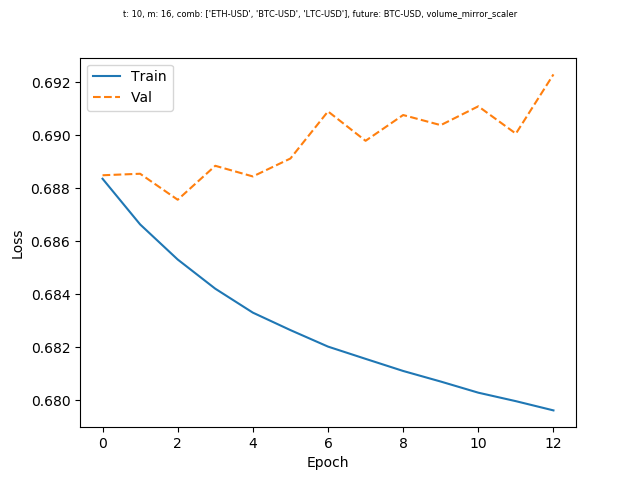 t: 10, m: 16, comb: ['ETH-USD', 'BTC-USD', 'LTC-USD'], future: BTC-USD, volume_mirror_scaler
Train
Val
0.692
0.690
0.688
0.686
0.684
0.682
0.680
Loss
0 2 4 6 8 10 12
Epoch